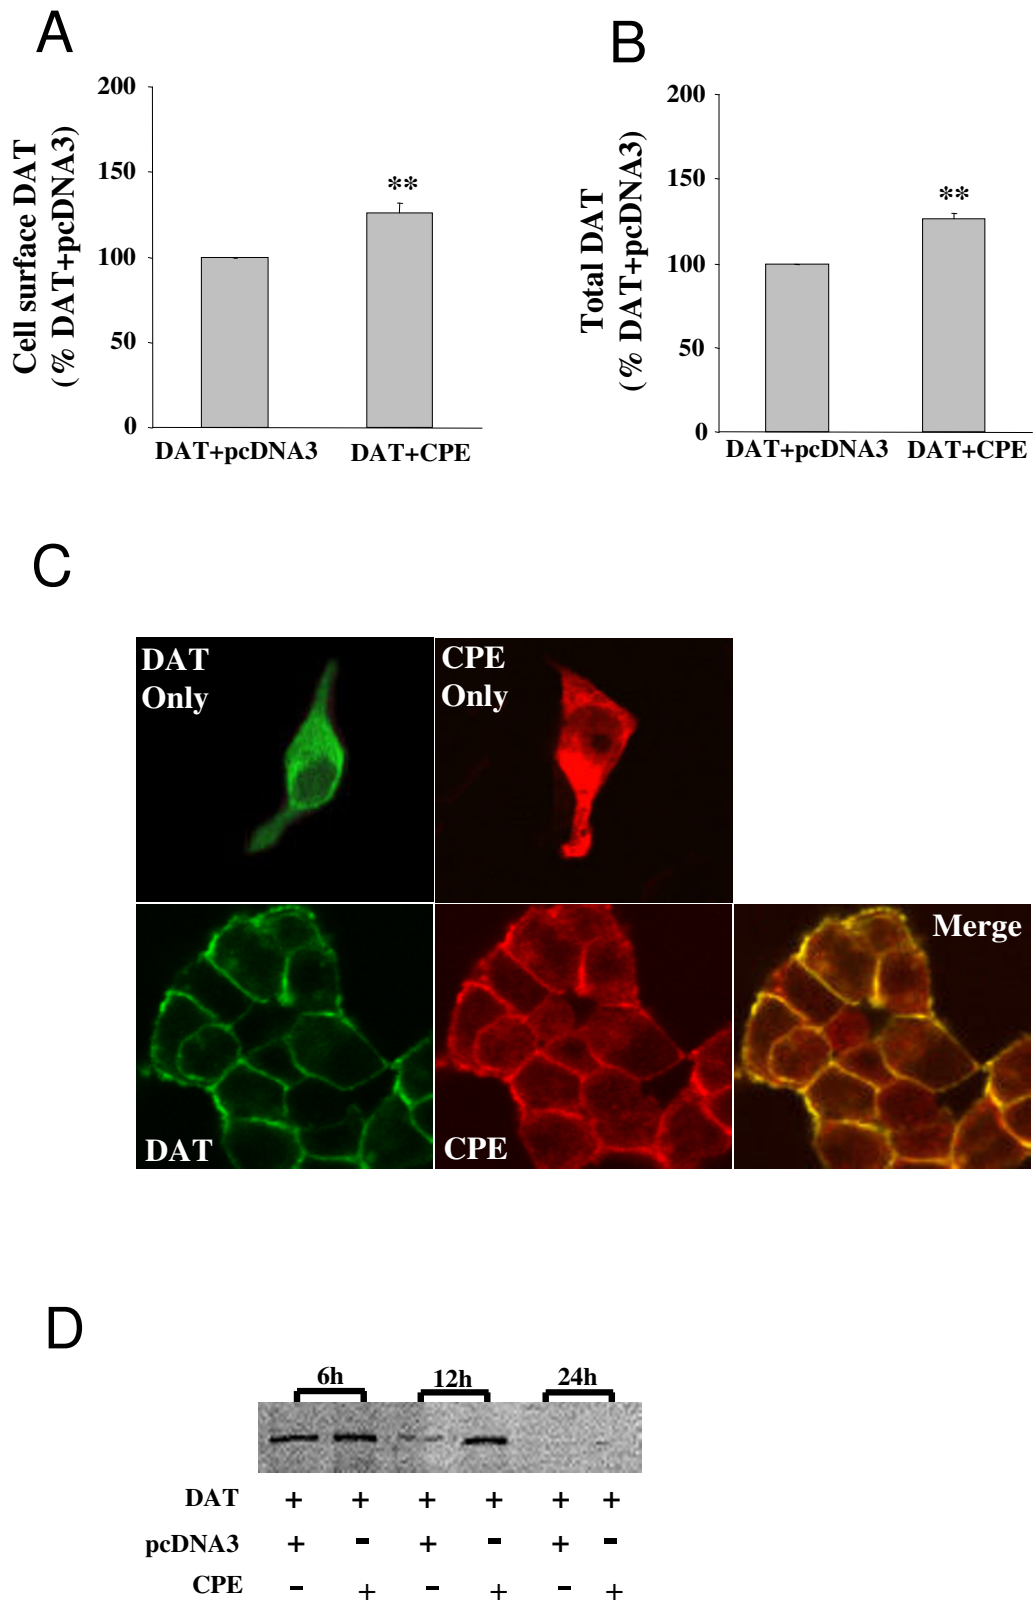 A
B
200
150
100
50
0
Cell surface DAT
(% DAT+pcDNA3)
**
DAT+pcDNA3 DAT+CPE
200
150
100
50
0
Total DAT
(% DAT+pcDNA3)
**
DAT+pcDNA3 DAT+CPE
C
DAT
Only
CPE
Only
DAT
CPE
Merge
D
6h 12h 24h
DAT + + + + + +
pcDNA3 + - + - + -
CPE - + - + - +